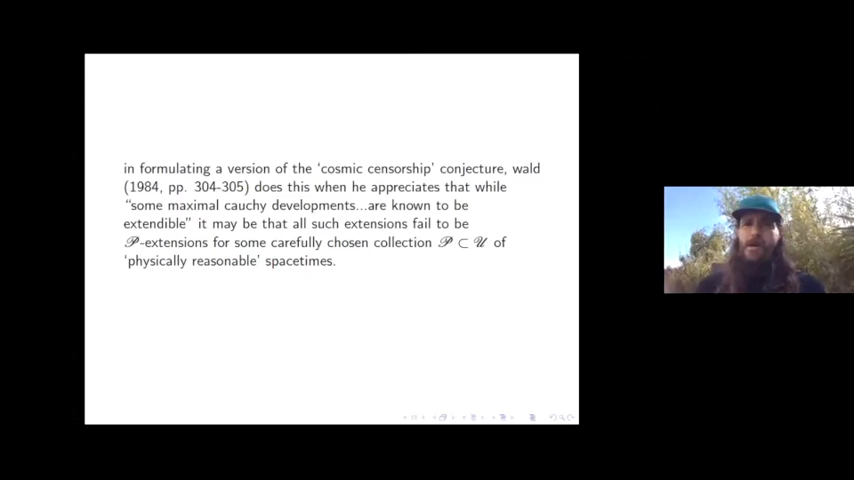 in formulating a version of the ‘cosmic censorship’ conjecture, wald
(1984, pp. 304-305) does this when he appreciates that while
“some maximal cauchy developments...are known to be
extendible” it may be that all such extensions fail to be
𝒫-extensions for some carefully chosen collection 𝒫 ⊂ 𝒰 of
‘physically reasonable’ spacetimes.